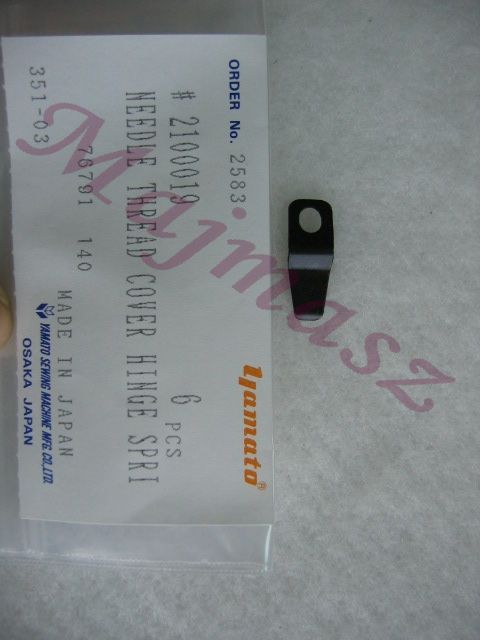 ORDER No. 2583
# 2100019 6 PCS
NEEDLE THREAD COVER HINGE SPRI
76791 140
351-03 MADE IN JAPAN
Yamato®
YAMATO SEWING MACHINE MFG. CO., LTD.
OSAKA JAPAN
Majmasz